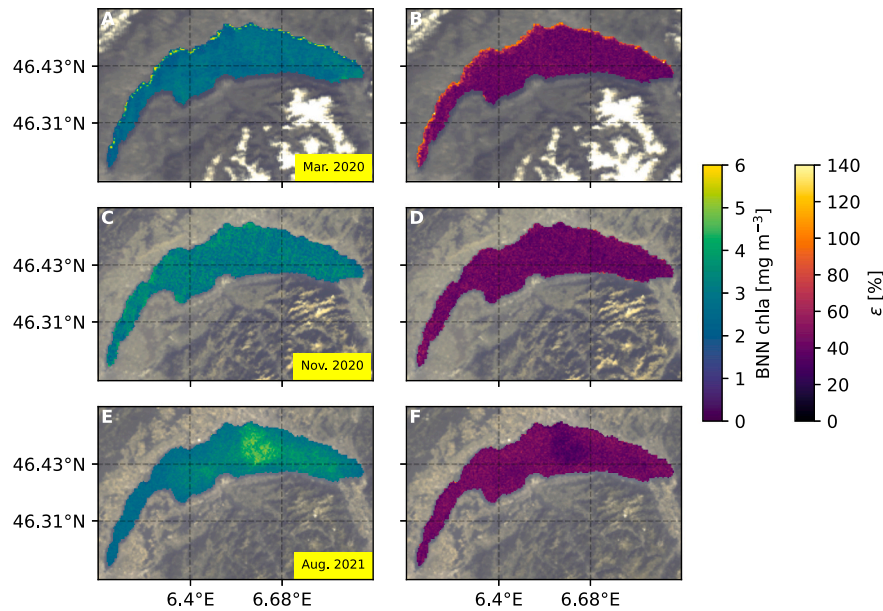 A
B
46.43°N
46.31°N
Mar. 2020
C
D
46.43°N
46.31°N
Nov. 2020
E
F
46.43°N
46.31°N
Aug. 2021
6.4°E
6.68°E
6.4°E
6.68°E
6
5
4
3
2
1
0
BNN chla [mg m⁻³]
140
120
100
80
60
40
20
0
ε [%]